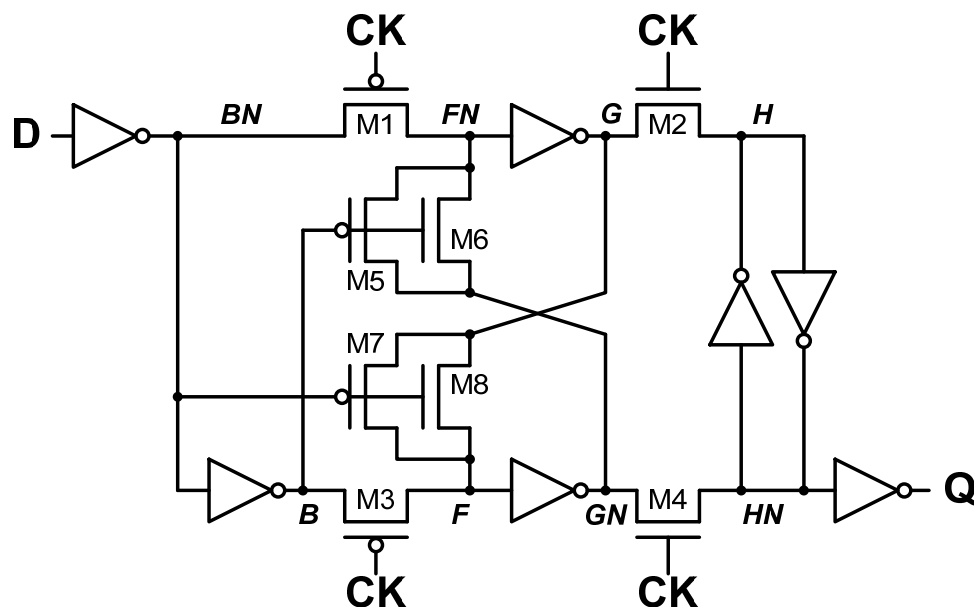 CK CK
D BN M1 FN G M2 H
M6
M5
M7
M8
B M3 F GN M4 HN Q
CK CK